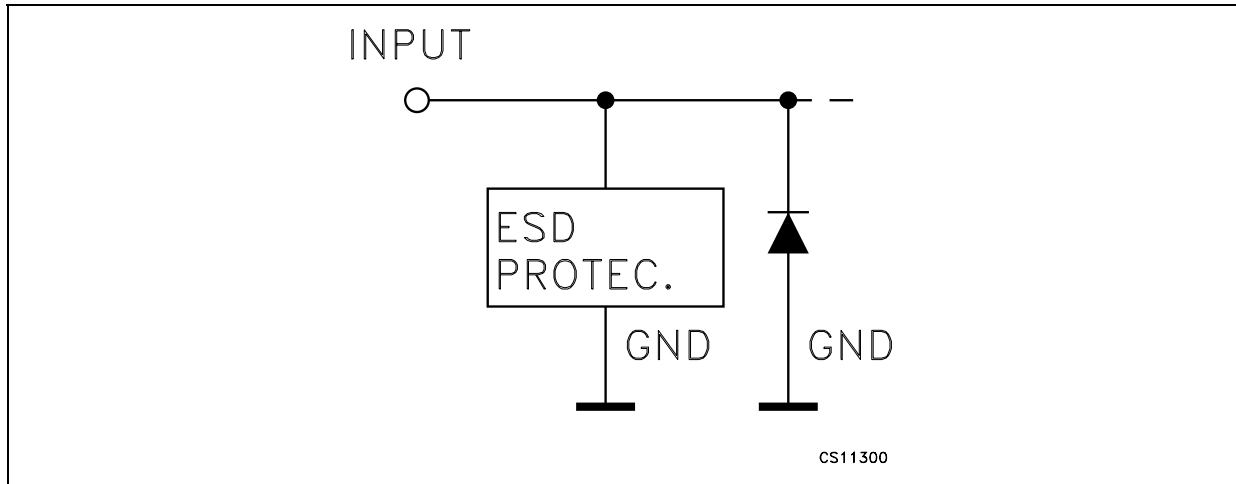 INPUT
ESD
PROTEC.
GND
GND
CS11300